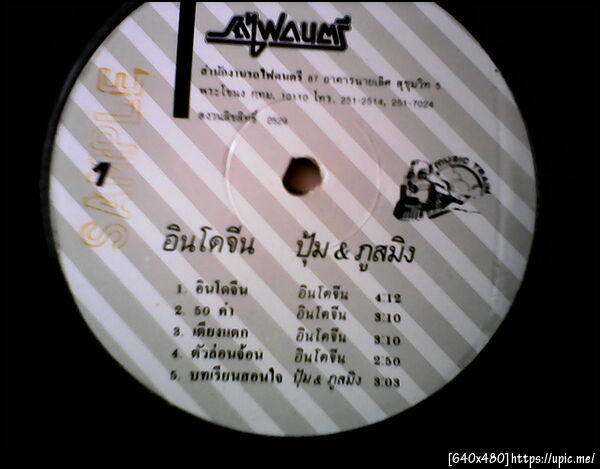 รถไฟดนตรี
สำนักงานรถไฟดนตรี 87 อาคารนายเลิศ สุขุมวิท 5
พระโขนง กทม. 10110 โทร. 251-2514, 251-7024
สงวนลิขสิทธิ์ 2529
SAMPLE
1
MUSIC TRAIN
อินโดจีน ปุ้ม & ภูสมิง
1. อินโดจีน อินโดจีน 4:12
2. 50 คำ อินโดจีน 3:10
3. เตียงแตก อินโดจีน 3:10
4. ตัวล่อนจ้อน อินโดจีน 2:50
5. บทเรียนสอนใจ ปุ้ม & ภูสมิง 3:03
[640x480]https://upic.me/